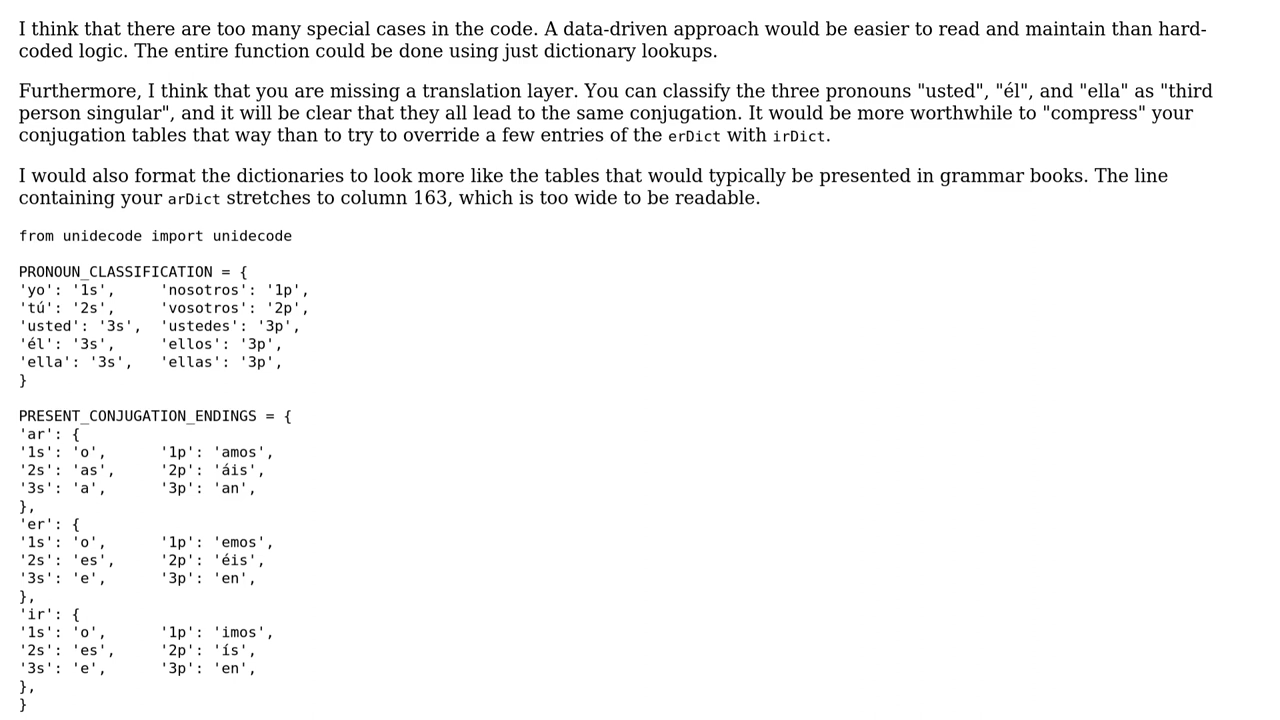 I think that there are too many special cases in the code. A data-driven approach would be easier to read and maintain than hard-
coded logic. The entire function could be done using just dictionary lookups.
Furthermore, I think that you are missing a translation layer. You can classify the three pronouns "usted", "él", and "ella" as "third
person singular", and it will be clear that they all lead to the same conjugation. It would be more worthwhile to "compress" your
conjugation tables that way than to try to override a few entries of the erDict with irDict.
I would also format the dictionaries to look more like the tables that would typically be presented in grammar books. The line
containing your arDict stretches to column 163, which is too wide to be readable.
from unidecode import unidecode
PRONOUN_CLASSIFICATION = {
'yo': '1s',     'nosotros': '1p',
'tú': '2s',     'vosotros': '2p',
'usted': '3s',  'ustedes': '3p',
'él': '3s',     'ellos': '3p',
'ella': '3s',   'ellas': '3p',
}
PRESENT_CONJUGATION_ENDINGS = {
'ar': {
'1s': 'o',      '1p': 'amos',
'2s': 'as',     '2p': 'áis',
'3s': 'a',      '3p': 'an',
},
'er': {
'1s': 'o',      '1p': 'emos',
'2s': 'es',     '2p': 'éis',
'3s': 'e',      '3p': 'en',
},
'ir': {
'1s': 'o',      '1p': 'imos',
'2s': 'es',     '2p': 'ís',
'3s': 'e',      '3p': 'en',
},
}